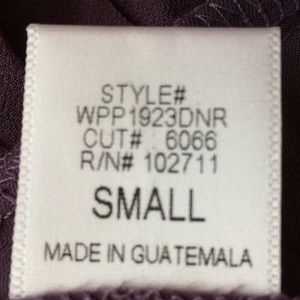 STYLE#
WPP1923DNR
CUT# 6066
R/N# 102711
SMALL
MADE IN GUATEMALA